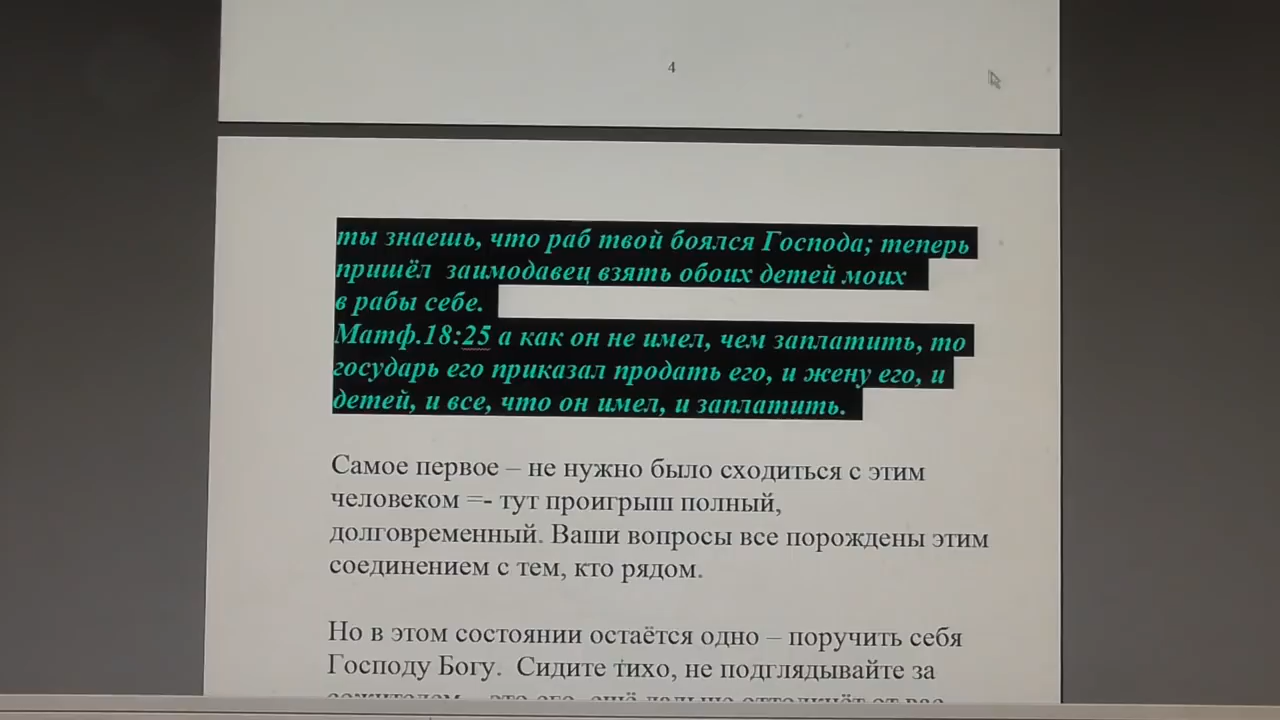 4
ты знаешь, что раб твой боялся Господа; теперь
пришёл заимодавец взять обоих детей моих
в рабы себе.
Матф.18:25 а как он не имел, чем заплатить, то
государь его приказал продать его, и жену его, и
детей, и все, что он имел, и заплатить.
Самое первое – не нужно было сходиться с этим
человеком =- тут проигрыш полный,
долговременный. Ваши вопросы все порождены этим
соединением с тем, кто рядом.
Но в этом состоянии остаётся одно – поручить себя
Господу Богу. Сидите тихо, не подглядывайте за